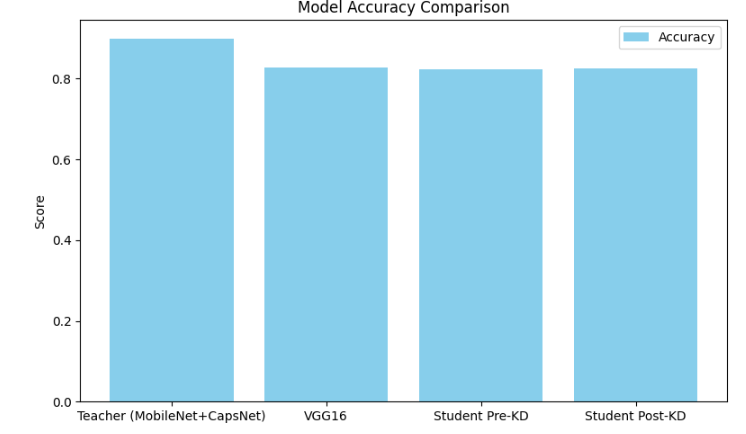 Model Accuracy Comparison
Accuracy
Score
0.8
0.6
0.4
0.2
0.0
Teacher (MobileNet+CapsNet) VGG16 Student Pre-KD Student Post-KD